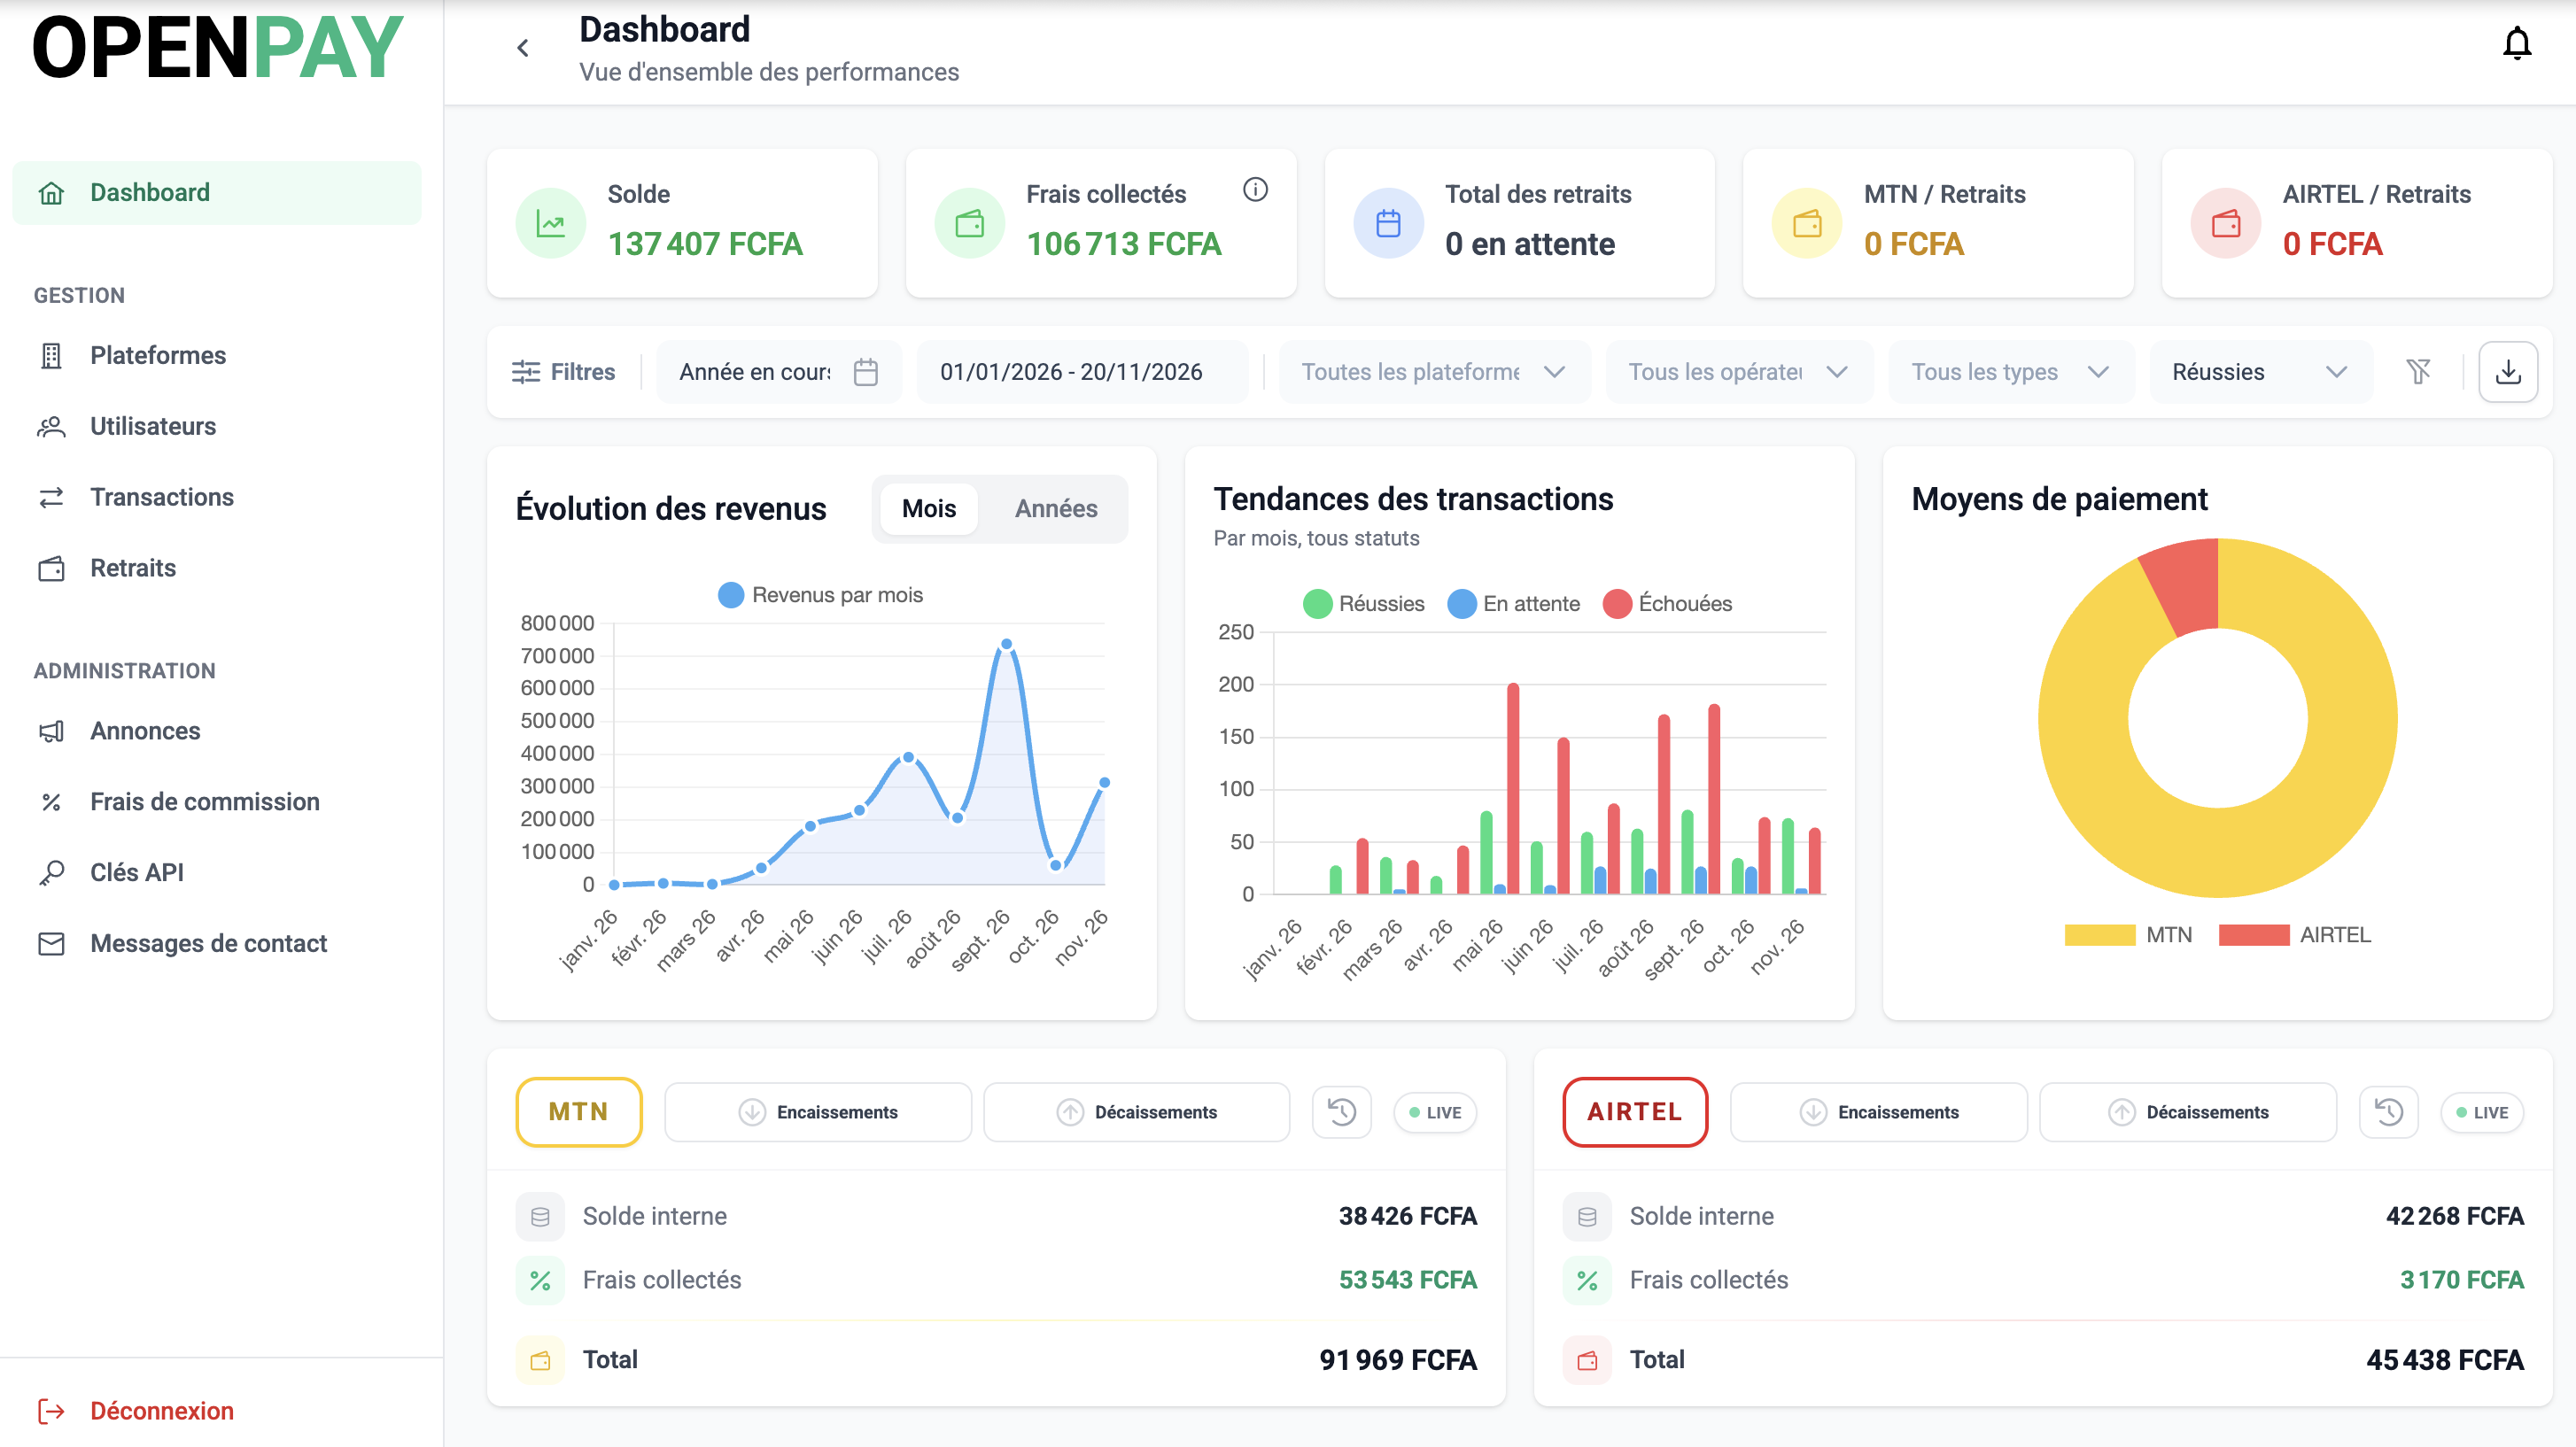 OPENPAY
Dashboard
GESTION
Plateformes
Utilisateurs
Transactions
Retraits
ADMINISTRATION
Annonces
Frais de commission
Clés API
Messages de contact
Déconnexion
Dashboard
Vue d'ensemble des performances
Solde
137 407 FCFA
Frais collectés
106 713 FCFA
Total des retraits
0 en attente
MTN / Retraits
0 FCFA
AIRTEL / Retraits
0 FCFA
Filtres
Année en cours
01/01/2026 - 20/11/2026
Toutes les plateforme
Tous les opérateu
Tous les types
Réussies
Évolution des revenus
Mois
Années
Revenus par mois
800 000
700 000
600 000
500 000
400 000
300 000
200 000
100 000
0
janv. 26
févr. 26
mars 26
avr. 26
mai 26
juin 26
juil. 26
août 26
sept. 26
oct. 26
nov. 26
Tendances des transactions
Par mois, tous statuts
Réussies
En attente
Échouées
250
200
150
100
50
0
janv. 26
févr. 26
mars 26
avr. 26
mai 26
juin 26
juil. 26
août 26
sept. 26
oct. 26
nov. 26
Moyens de paiement
MTN
AIRTEL
MTN
Encaissements
Décaissements
LIVE
Solde interne
38 426 FCFA
Frais collectés
53 543 FCFA
Total
91 969 FCFA
AIRTEL
Encaissements
Décaissements
LIVE
Solde interne
42 268 FCFA
Frais collectés
3 170 FCFA
Total
45 438 FCFA